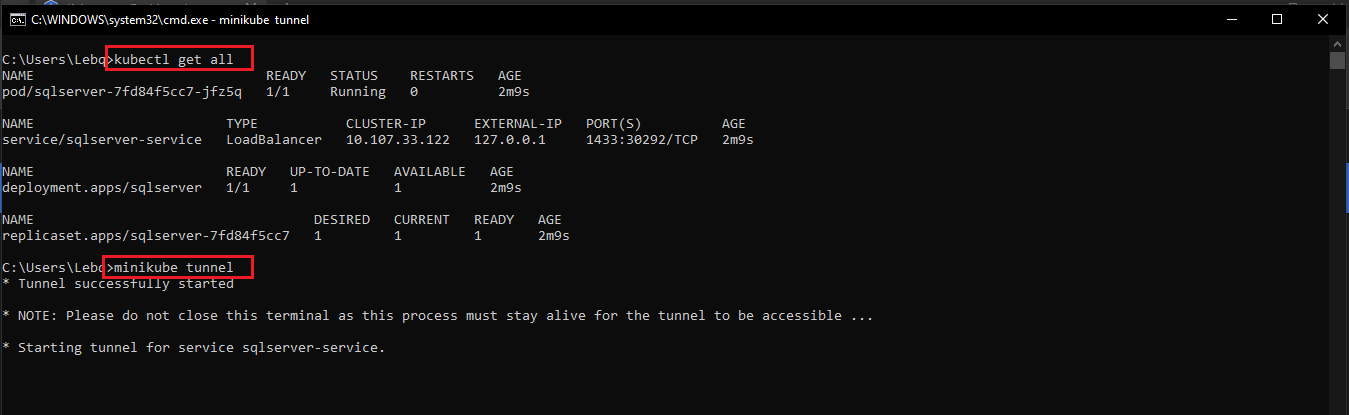 C:\WINDOWS\system32\cmd.exe - minikube tunnel
C:\Users\Lebq>kubectl get all
NAME READY STATUS RESTARTS AGE
pod/sqlserver-7fd84f5cc7-jfz5q 1/1 Running 0 2m9s
NAME TYPE CLUSTER-IP EXTERNAL-IP PORT(S) AGE
service/sqlserver-service LoadBalancer 10.107.33.122 127.0.0.1 1433:30292/TCP 2m9s
NAME READY UP-TO-DATE AVAILABLE AGE
deployment.apps/sqlserver 1/1 1 1 2m9s
NAME DESIRED CURRENT READY AGE
replicaset.apps/sqlserver-7fd84f5cc7 1 1 1 2m9s
C:\Users\Lebq>minikube tunnel
* Tunnel successfully started
* NOTE: Please do not close this terminal as this process must stay alive for the tunnel to be accessible ...
* Starting tunnel for service sqlserver-service.